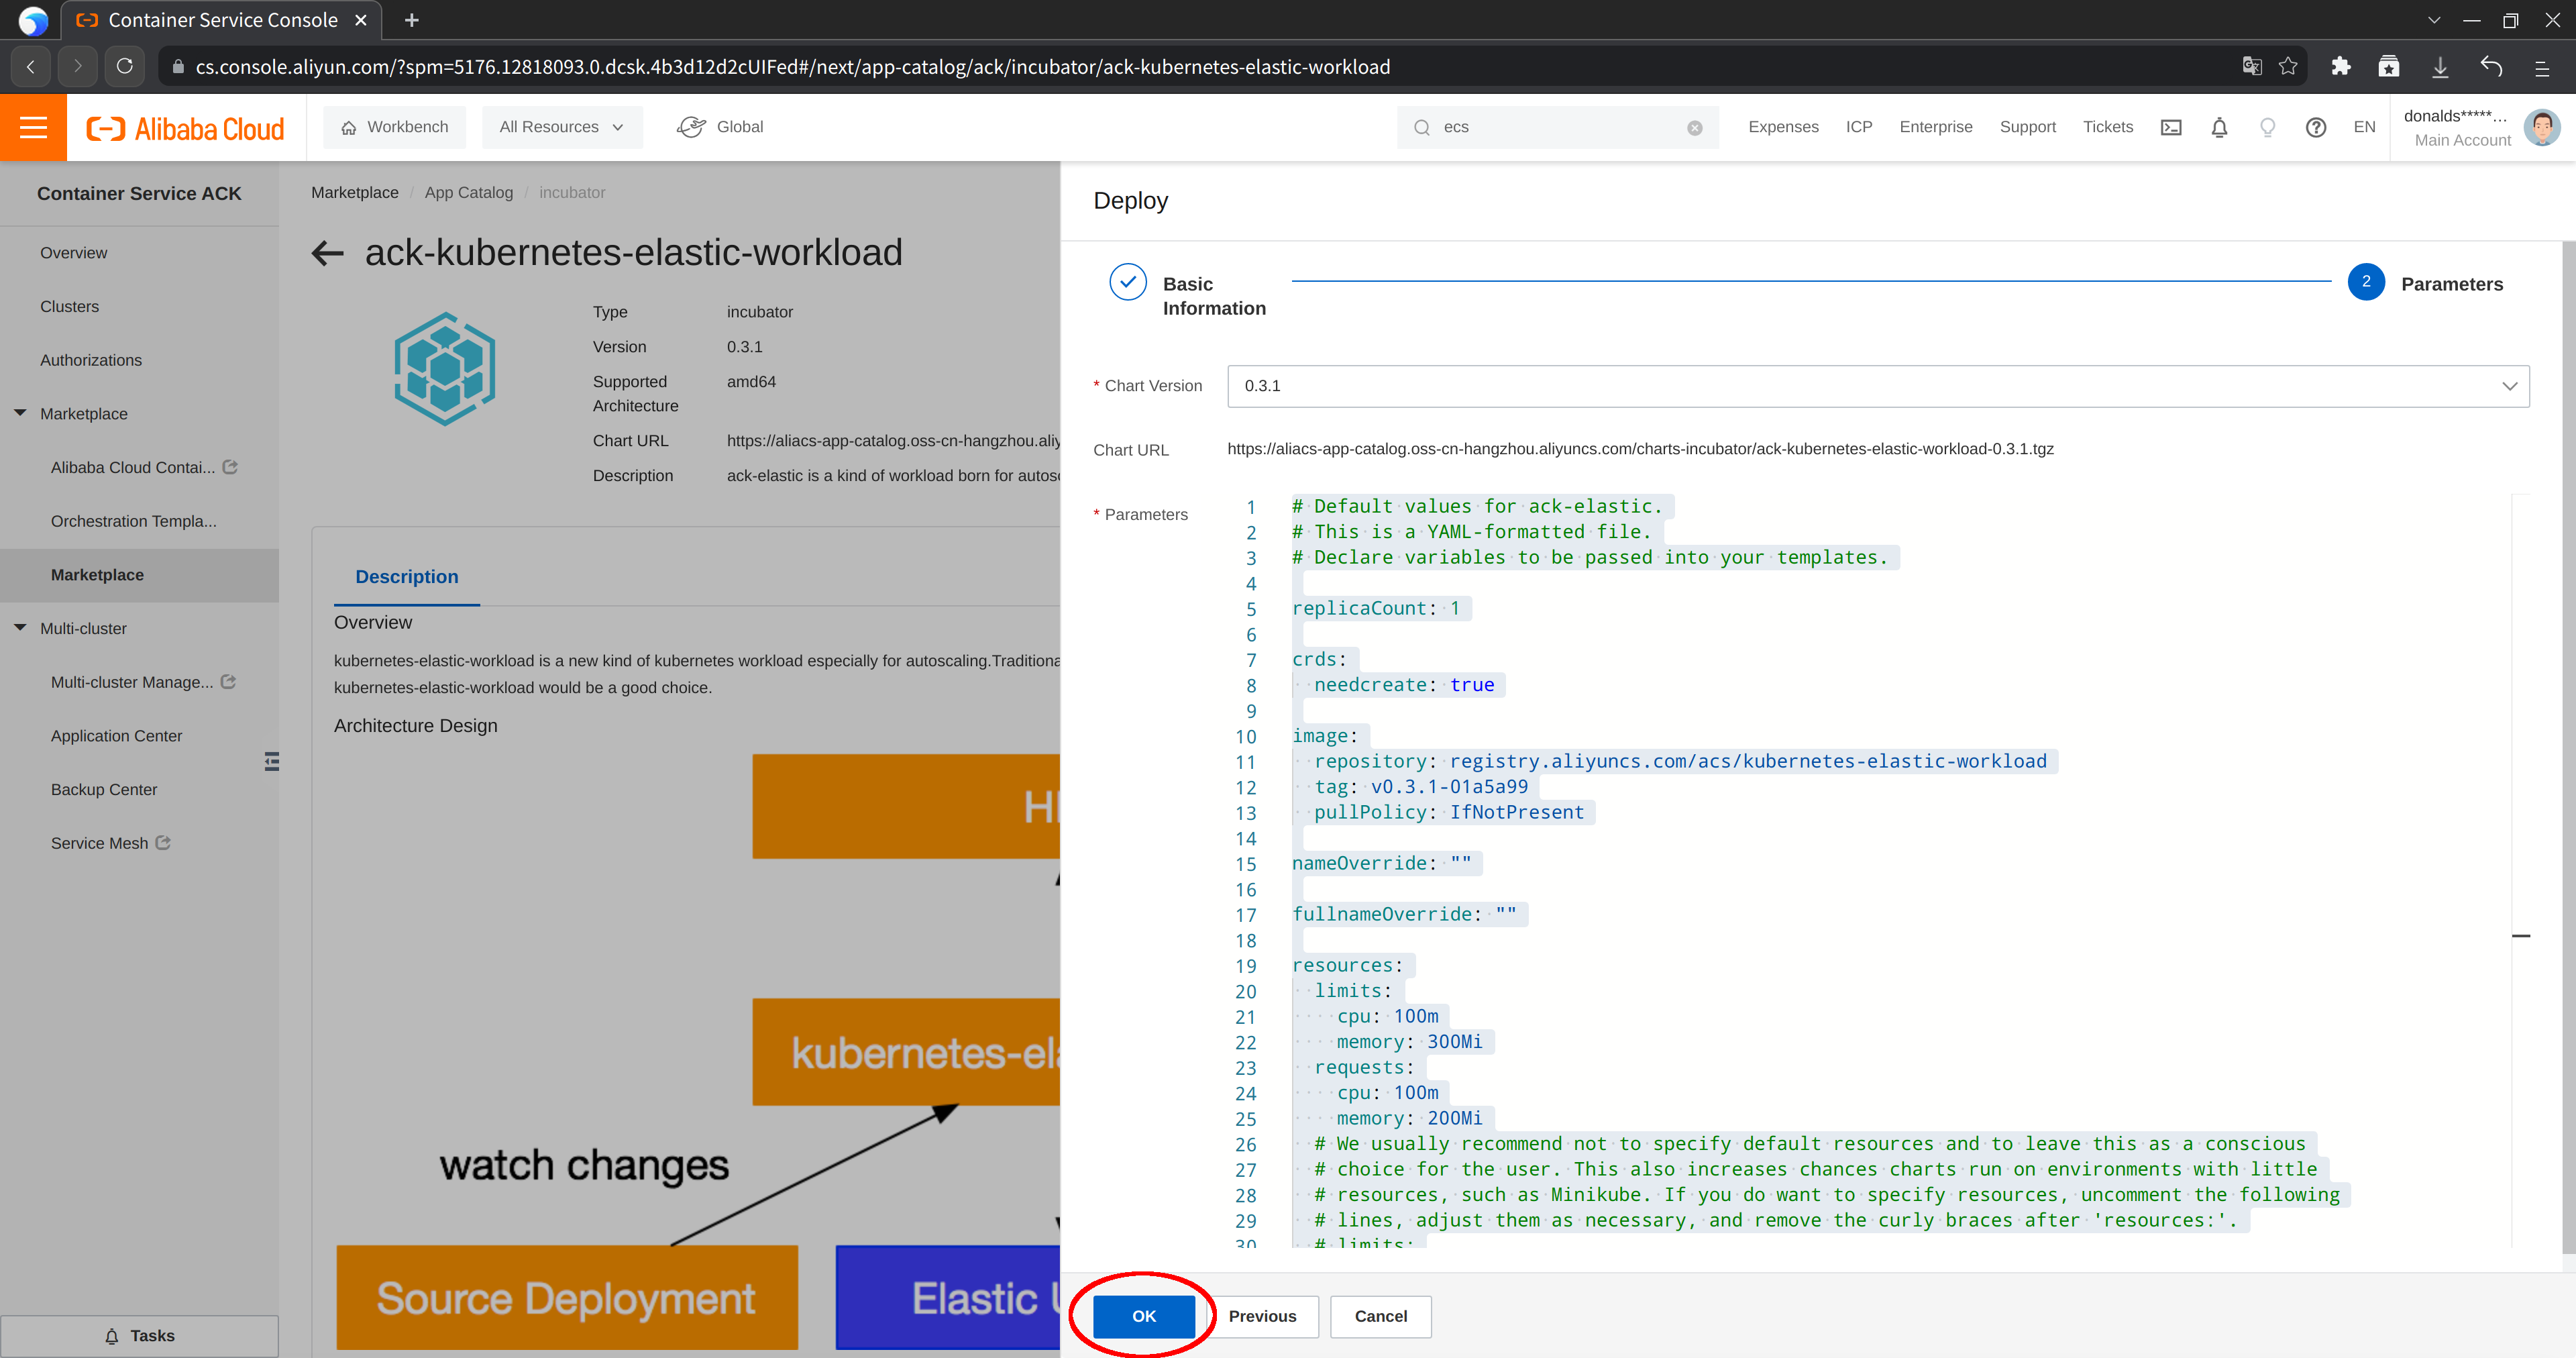 Container Service Console
cs.console.aliyun.com/?spm=5176.12818093.0.dcsk.4b3d12d2cUIFed#/next/app-catalog/ack/incubator/ack-kubernetes-elastic-workload
Alibaba Cloud
Workbench
All Resources
Global
ecs
Expenses
ICP
Enterprise
Support
Tickets
EN
donalds*****...
Main Account
Container Service ACK
Overview
Clusters
Authorizations
Marketplace
Alibaba Cloud Contai...
Orchestration Templa...
Marketplace
Multi-cluster
Multi-cluster Manage...
Application Center
Backup Center
Service Mesh
Tasks
Marketplace / App Catalog / incubator
ack-kubernetes-elastic-workload
Type incubator
Version 0.3.1
Supported Architecture amd64
Chart URL https://aliacs-app-catalog.oss-cn-hangzhou.aliy
Description ack-elastic is a kind of workload born for autos
Description
Overview
kubernetes-elastic-workload is a new kind of kubernetes workload especially for autoscaling.Traditiona
kubernetes-elastic-workload would be a good choice.
Architecture Design
kubernetes-ela
watch changes
Source Deployment
Elastic
Deploy
Basic Information
2 Parameters
* Chart Version
0.3.1
Chart URL
https://aliacs-app-catalog.oss-cn-hangzhou.aliyuncs.com/charts-incubator/ack-kubernetes-elastic-workload-0.3.1.tgz
* Parameters
1 # Default values for ack-elastic.
2 # This is a YAML-formatted file.
3 # Declare variables to be passed into your templates.
4
5 replicaCount: 1
6
7 crds:
8   needcreate: true
9
10 image:
11   repository: registry.aliyuncs.com/acs/kubernetes-elastic-workload
12   tag: v0.3.1-01a5a99
13   pullPolicy: IfNotPresent
14
15 nameOverride: ""
16
17 fullnameOverride: ""
18
19 resources:
20   limits:
21     cpu: 100m
22     memory: 300Mi
23   requests:
24     cpu: 100m
25     memory: 200Mi
26   # We usually recommend not to specify default resources and to leave this as a conscious
27   # choice for the user. This also increases chances charts run on environments with little
28   # resources, such as Minikube. If you do want to specify resources, uncomment the following
29   # lines, adjust them as necessary, and remove the curly braces after 'resources:'.
30   # limits:
OK
Previous
Cancel